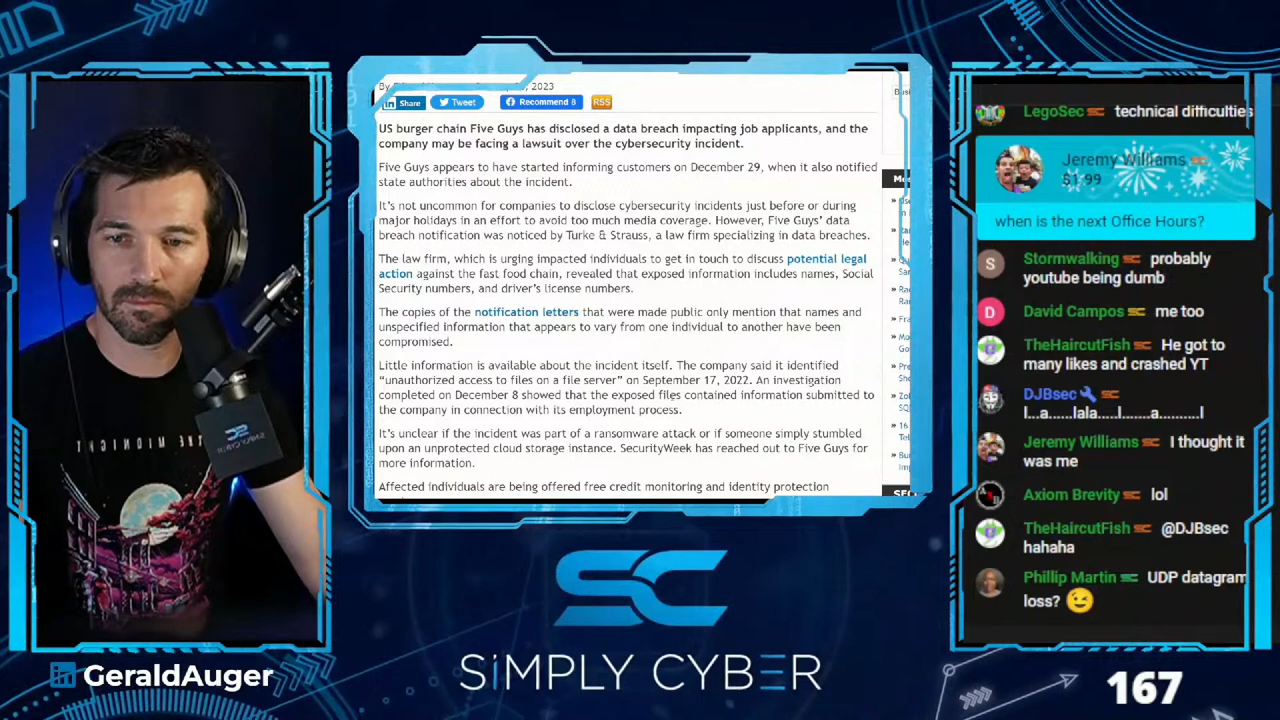 , 2023
in Share
Tweet
Recommend 8
RSS
US burger chain Five Guys has disclosed a data breach impacting job applicants, and the
company may be facing a lawsuit over the cybersecurity incident.
Five Guys appears to have started informing customers on December 29, when it also notified
state authorities about the incident.
It's not uncommon for companies to disclose cybersecurity incidents just before or during
major holidays in an effort to avoid too much media coverage. However, Five Guys' data
breach notification was noticed by Turke & Strauss, a law firm specializing in data breaches.
The law firm, which is urging impacted individuals to get in touch to discuss potential legal
action against the fast food chain, revealed that exposed information includes names, Social
Security numbers, and driver's license numbers.
The copies of the notification letters that were made public only mention that names and
unspecified information that appears to vary from one individual to another have been
compromised.
Little information is available about the incident itself. The company said it identified
“unauthorized access to files on a file server” on September 17, 2022. An investigation
completed on December 8 showed that the exposed files contained information submitted to
the company in connection with its employment process.
It's unclear if the incident was part of a ransomware attack or if someone simply stumbled
upon an unprotected cloud storage instance. SecurityWeek has reached out to Five Guys for
more information.
Affected individuals are being offered free credit monitoring and identity protection
LegoSec technical difficulties
Jeremy Williams
$1.99
when is the next Office Hours?
S
Stormwalking probably
youtube being dumb
D
David Campos me too
TheHaircutFish He got to
many likes and crashed YT
DJBsec
l...a......lala.....l.......a..........l
Jeremy Williams I thought it
was me
Axiom Brevity lol
TheHaircutFish @DJBsec
hahaha
Phillip Martin UDP datagram
loss? 😉
THE MIDNIGHT
SC
SIMPLY CYBER
in GeraldAuger
167